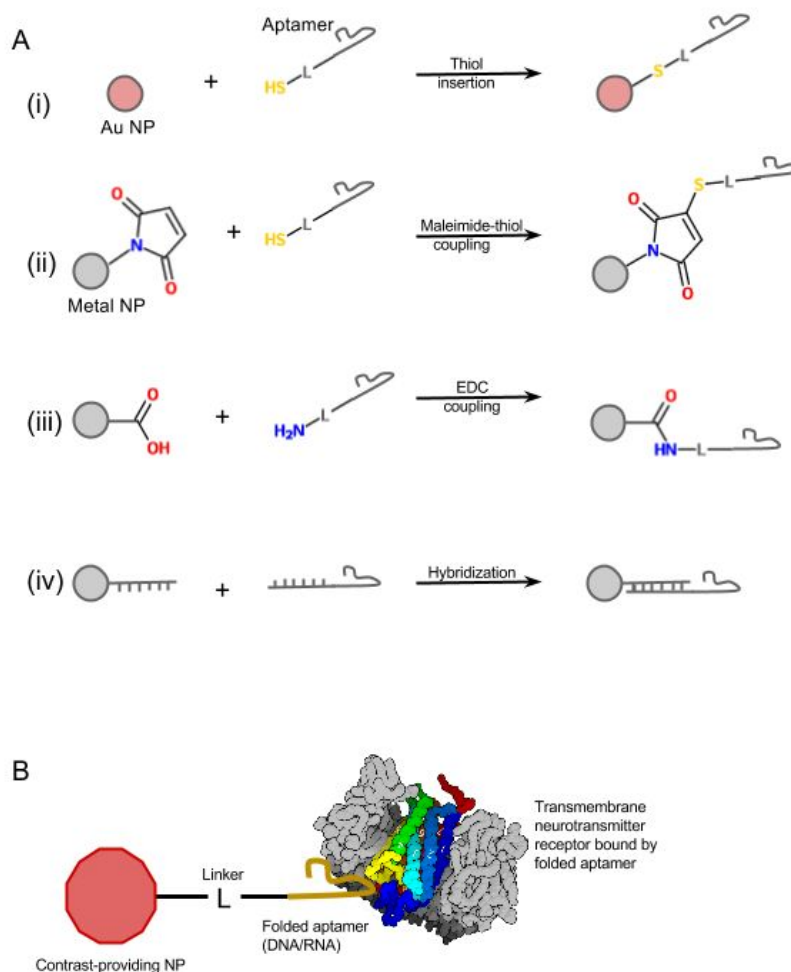 A
Aptamer
HS
L
+
Thiol
insertion
S
L
(i)
Au NP
O
N
O
+
HS
L
Maleimide-thiol
coupling
O
S
L
N
O
(ii)
Metal NP
(iii)
O
OH
+
H₂N
L
EDC
coupling
O
HN
L
(iv)
+
Hybridization
B
Linker
L
Folded aptamer
(DNA/RNA)
Contrast-providing NP
Transmembrane
neurotransmitter
receptor bound by
folded aptamer